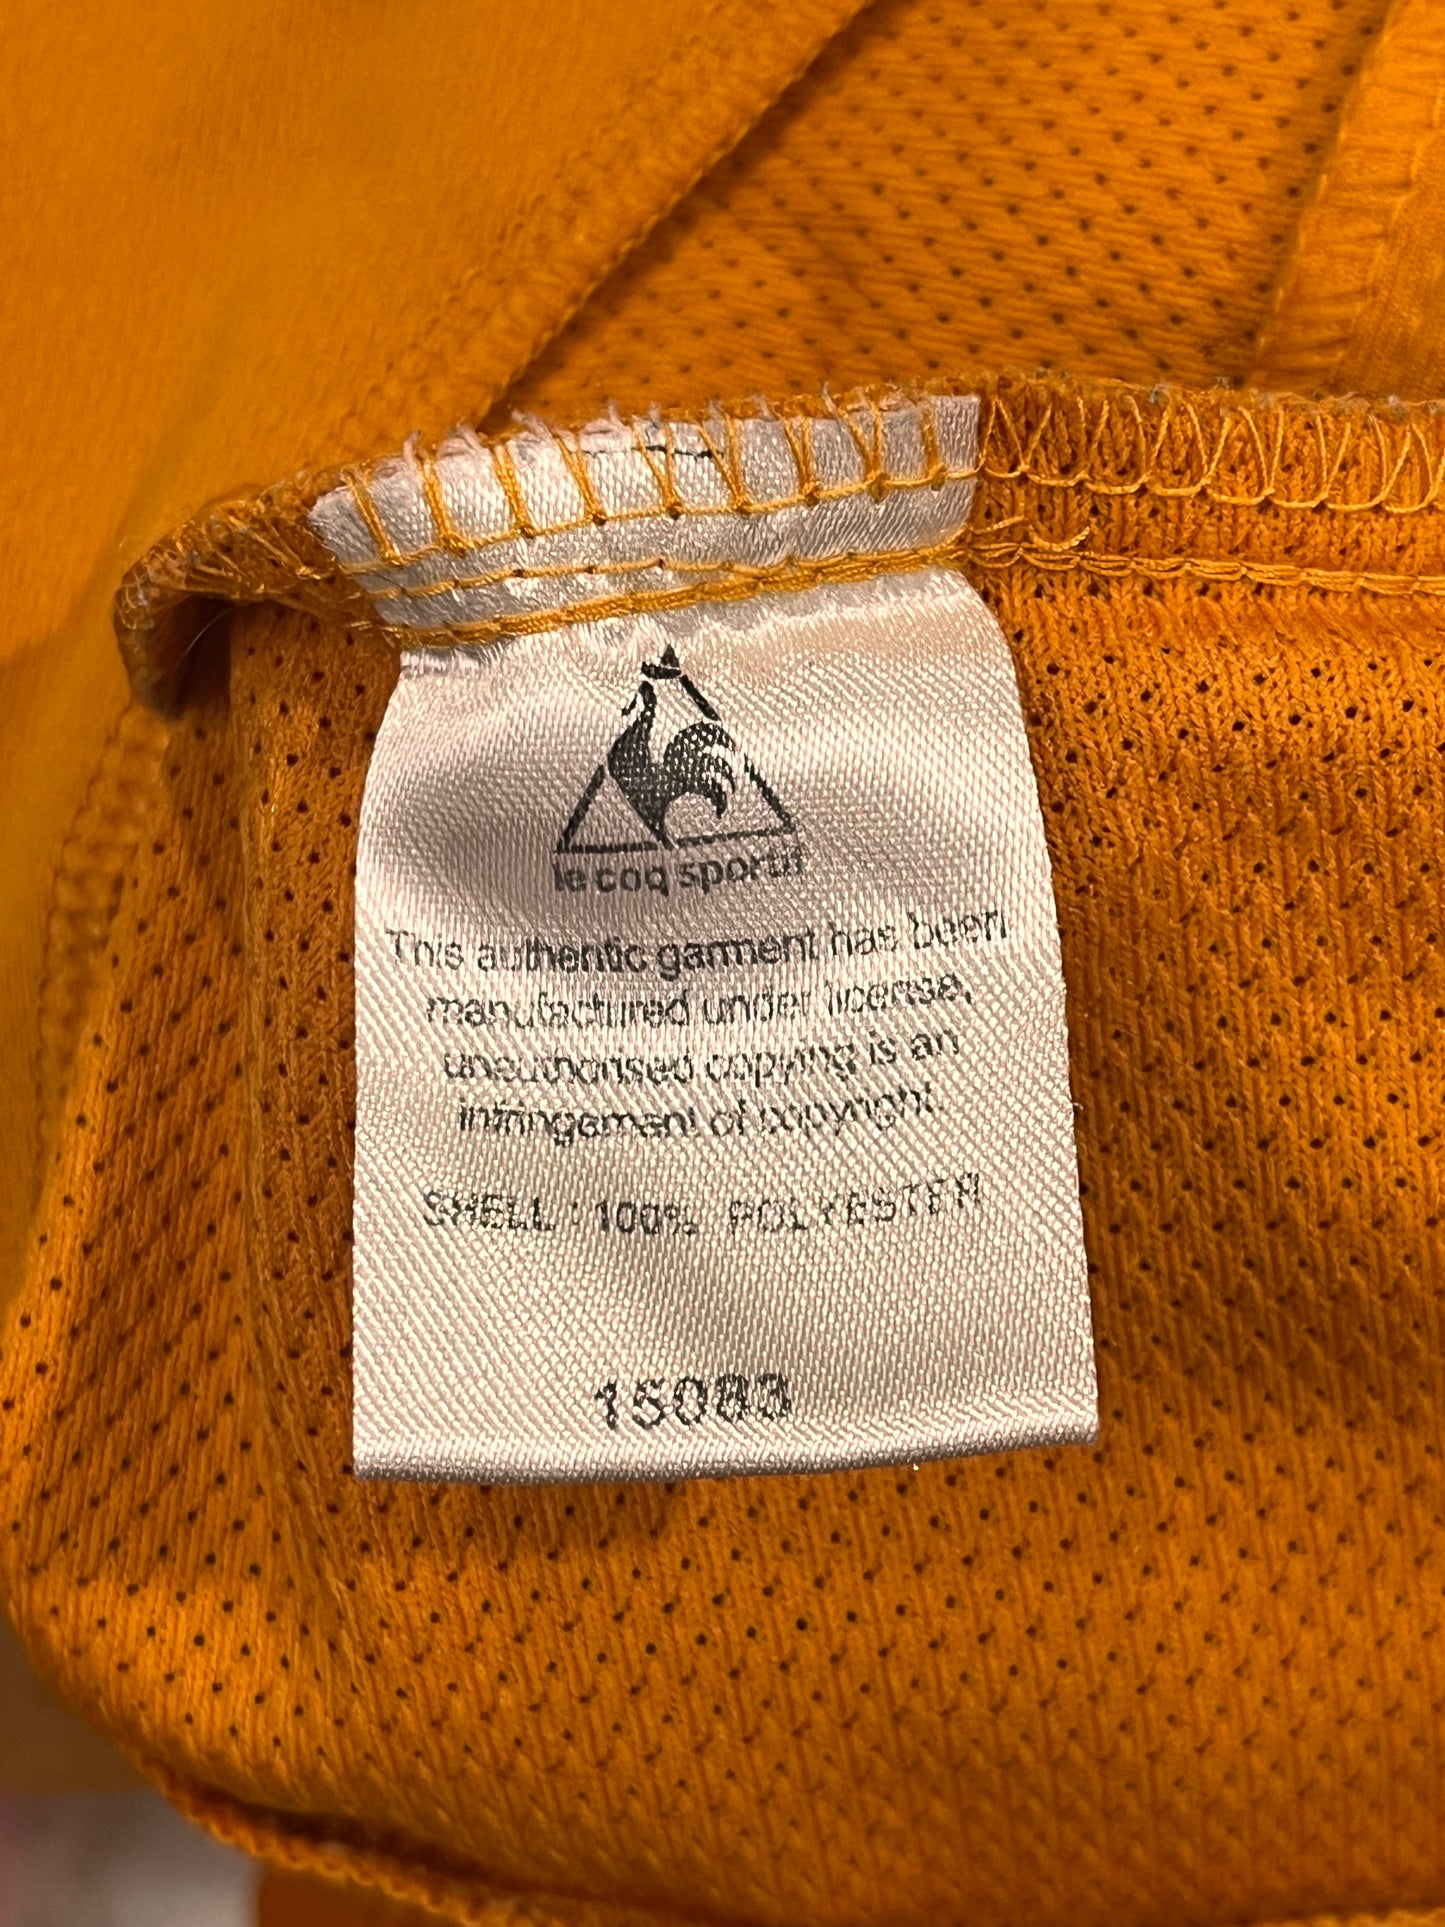 le coq sportif
This authentic garment has been
manufactured under license,
unauthorised copying is an
infringement of copyright.
SHELL : 100% POLYESTER
15083